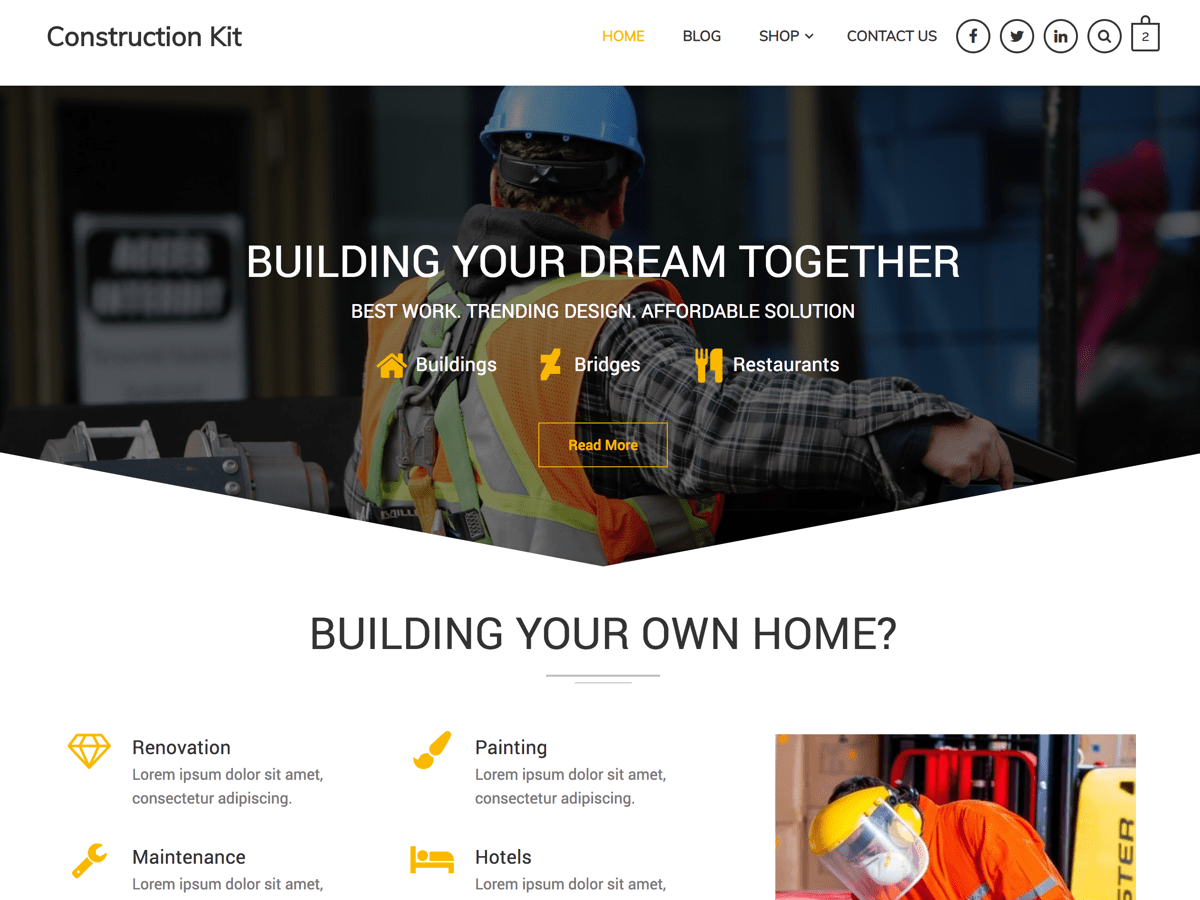 Construction Kit
HOME BLOG SHOP CONTACT US 2
BUILDING YOUR DREAM TOGETHER
BEST WORK. TRENDING DESIGN. AFFORDABLE SOLUTION
Buildings Bridges Restaurants
Read More
BUILDING YOUR OWN HOME?
Renovation
Lorem ipsum dolor sit amet,
consectetur adipiscing.
Painting
Lorem ipsum dolor sit amet,
consectetur adipiscing.
Maintenance
Lorem ipsum dolor sit amet,
Hotels
Lorem ipsum dolor sit amet,
STER